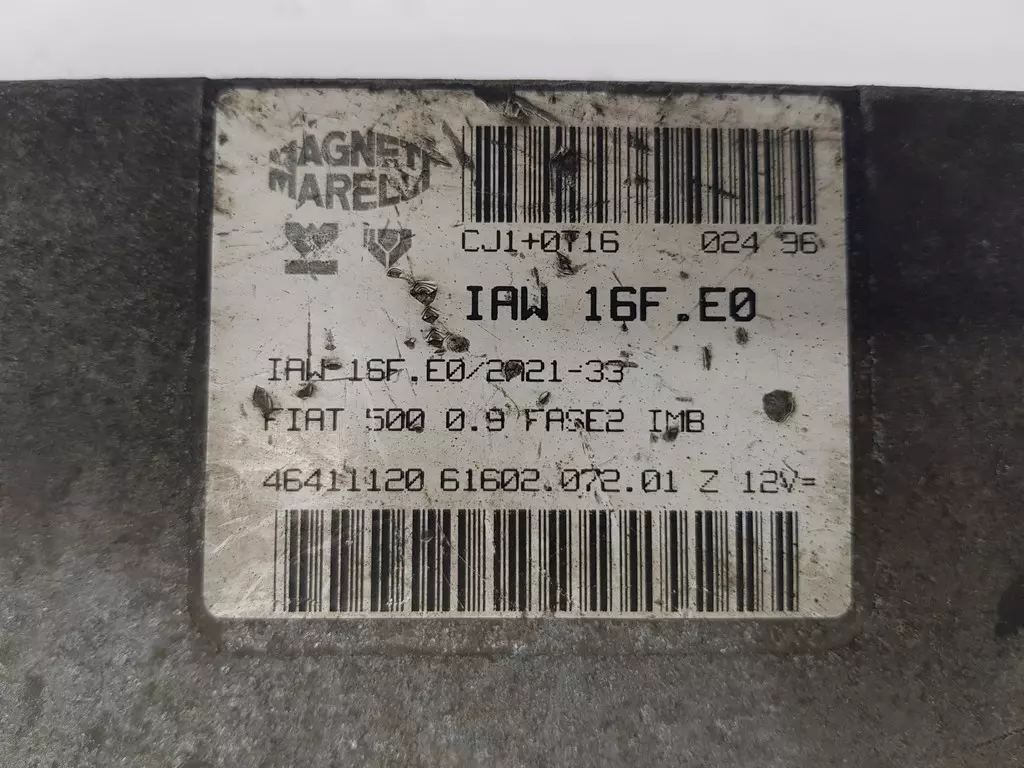 MAGNETI
MARELLI
CJ1+0716 024 96
IAW 16F.E0
IAW 16F.E0/2A21-33
FIAT 500 0.9 FASE2 IMB
46411120 61602.072.01 Z 12V=